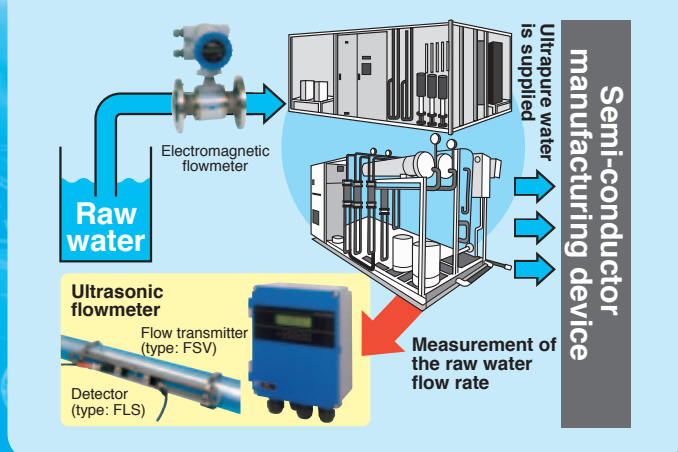 Electromagnetic
flowmeter
Raw
water
Ultrapure water
is supplied
Semi-conductor
manufacturing device
Ultrasonic
flowmeter
Flow transmitter
(type: FSV)
Detector
(type: FLS)
Measurement of
the raw water
flow rate